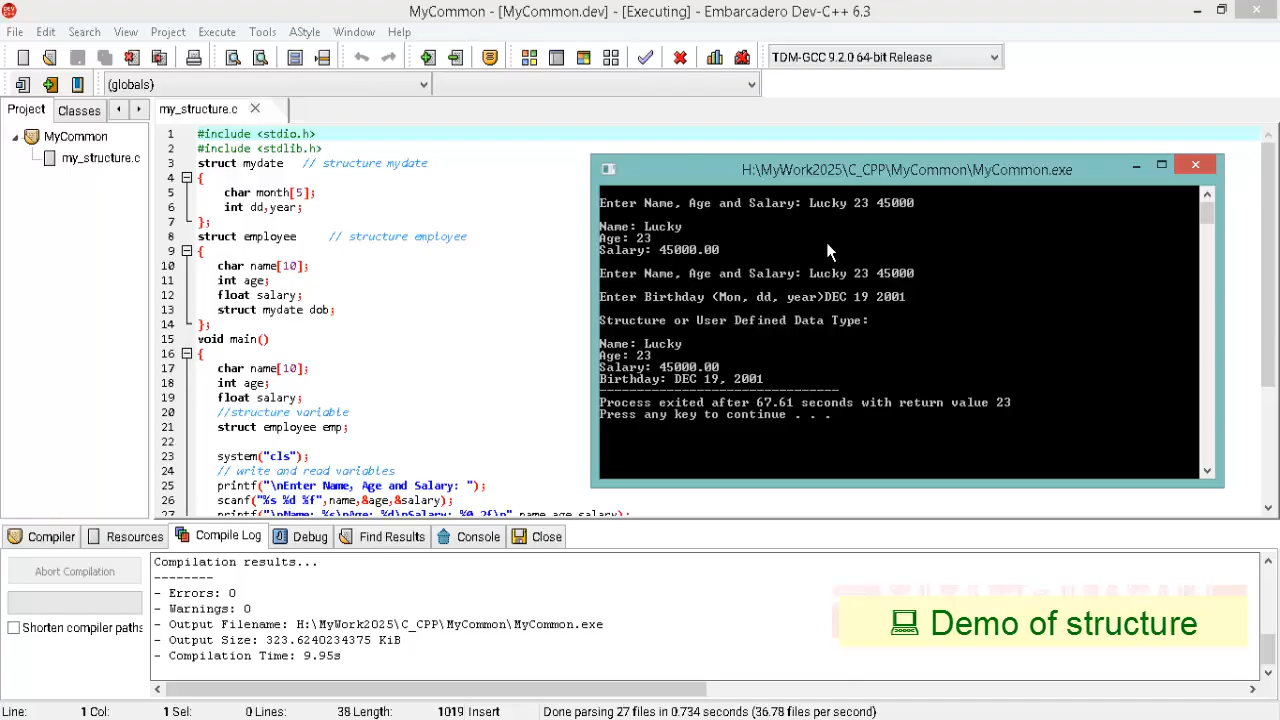 DEV C++
MyCommon - [MyCommon.dev] - [Executing] - Embarcadero Dev-C++ 6.3
File Edit Search View Project Execute Tools AStyle Window Help
TDM-GCC 9.2.0 64-bit Release
(globals)
Project Classes
my_structure.c
MyCommon
my_structure.c
1 #include <stdio.h>
2 #include <stdlib.h>
3 struct mydate // structure mydate
4 {
5 char month[5];
6 int dd,year;
7 };
8 struct employee // structure employee
9 {
10 char name[10];
11 int age;
12 float salary;
13 struct mydate dob;
14 };
15 void main()
16 {
17 char name[10];
18 int age;
19 float salary;
20 //structure variable
21 struct employee emp;
22
23 system("cls");
24 // write and read variables
25 printf("\nEnter Name, Age and Salary: ");
26 scanf("%s %d %f",name,&age,&salary);
27 printf("\nName: %s\nAge: %d\nSalary: %0.2f\n",name,age,salary);
H:\MyWork2025\C_CPP\MyCommon\MyCommon.exe
Enter Name, Age and Salary: Lucky 23 45000
Name: Lucky
Age: 23
Salary: 45000.00
Enter Name, Age and Salary: Lucky 23 45000
Enter Birthday (Mon, dd, year)DEC 19 2001
Structure or User Defined Data Type:
Name: Lucky
Age: 23
Salary: 45000.00
Birthday: DEC 19, 2001
--------------------------------
Process exited after 67.61 seconds with return value 23
Press any key to continue . . .
Compiler Resources Compile Log Debug Find Results Console Close
Abort Compilation
Shorten compiler paths
Compilation results...
--------
- Errors: 0
- Warnings: 0
- Output Filename: H:\MyWork2025\C_CPP\MyCommon\MyCommon.exe
- Output Size: 323.6240234375 KiB
- Compilation Time: 9.95s
Demo of structure
Line: 1 Col: 1 Sel: 0 Lines: 38 Length: 1019 Insert Done parsing 27 files in 0.734 seconds (36.78 files per second)